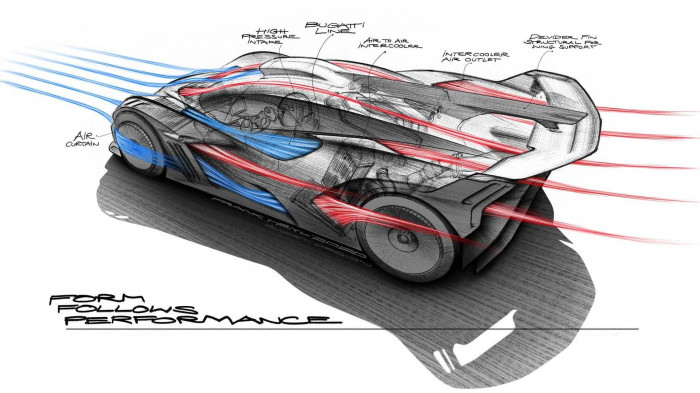 HIGH
PRESSURE
INTAKE
BUGATTI
LINE
AIR TO AIR
INTERCOOLER
INTERCOOLER
AIR OUTLET
DEVIDER FIN
STRUCTURAL FOR
WING SUPPORT
AIR
CURTAIN
FORM
FOLLOWS
PERFORMANCE